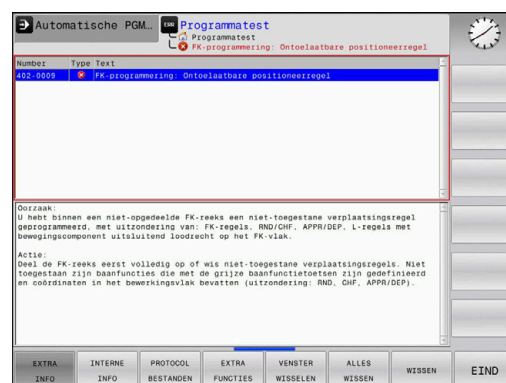 Automatische PGM…
ERR Programmatest
Programmatest
FK-programmering: Ontoelaatbare positioneerregel
Number Type Text
402-0009 FK-programmering: Ontoelaatbare positioneerregel
Oorzaak:
U hebt binnen een niet-opgedeelde FK-reeks een niet-toegestane verplaatsingsregel
geprogrammeerd, met uitzondering van: FK-regels, RND/CHF, APPR/DEP, L-regels met
bewegingscomponent uitsluitend loodrecht op het FK-vlak.
Actie:
Deel de FK-reeks eerst volledig op of wis niet-toegestane verplaatsingsregels. Niet
toegestaan zijn baanfuncties die met de grijze baanfunctietoetsen zijn gedefinieerd
en coördinaten in het bewerkingsvlak bevatten (uitzondering: RND, CHF, APPR/DEP).
EXTRA INFO
INTERNE INFO
PROTOCOL BESTANDEN
EXTRA FUNCTIES
VENSTER WISSELEN
ALLES WISSEN
WISSEN
EIND